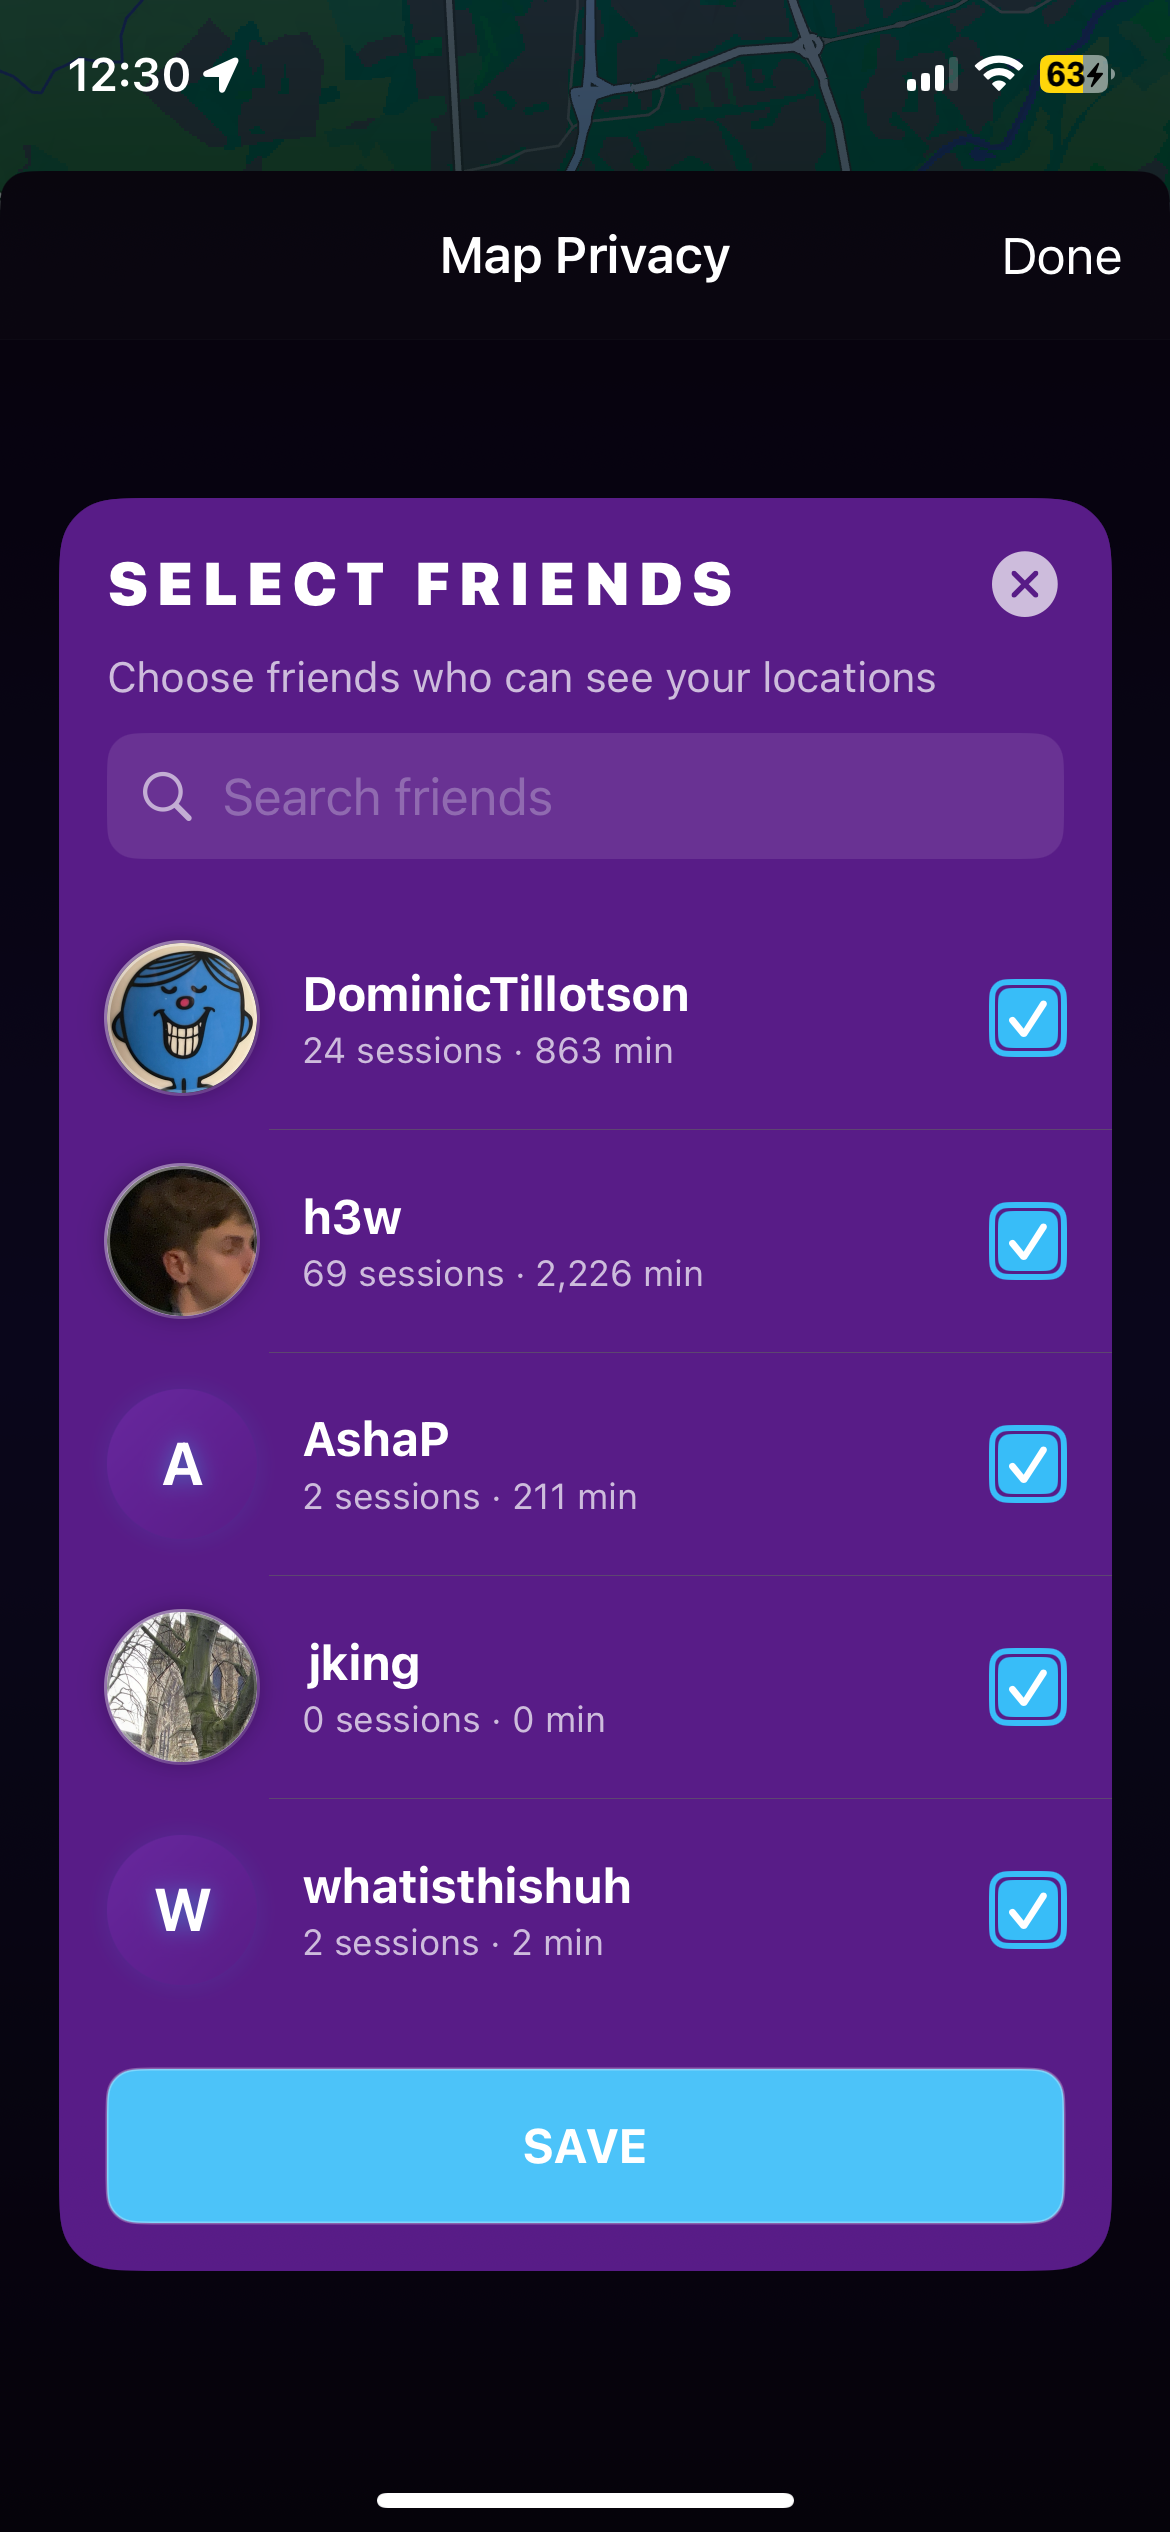 12:30
63
Map Privacy
Done
SELECT FRIENDS
Choose friends who can see your locations
Search friends
DominicTillotson
24 sessions · 863 min
h3w
69 sessions · 2,226 min
A
AshaP
2 sessions · 211 min
jking
0 sessions · 0 min
W
whatisthishuh
2 sessions · 2 min
SAVE